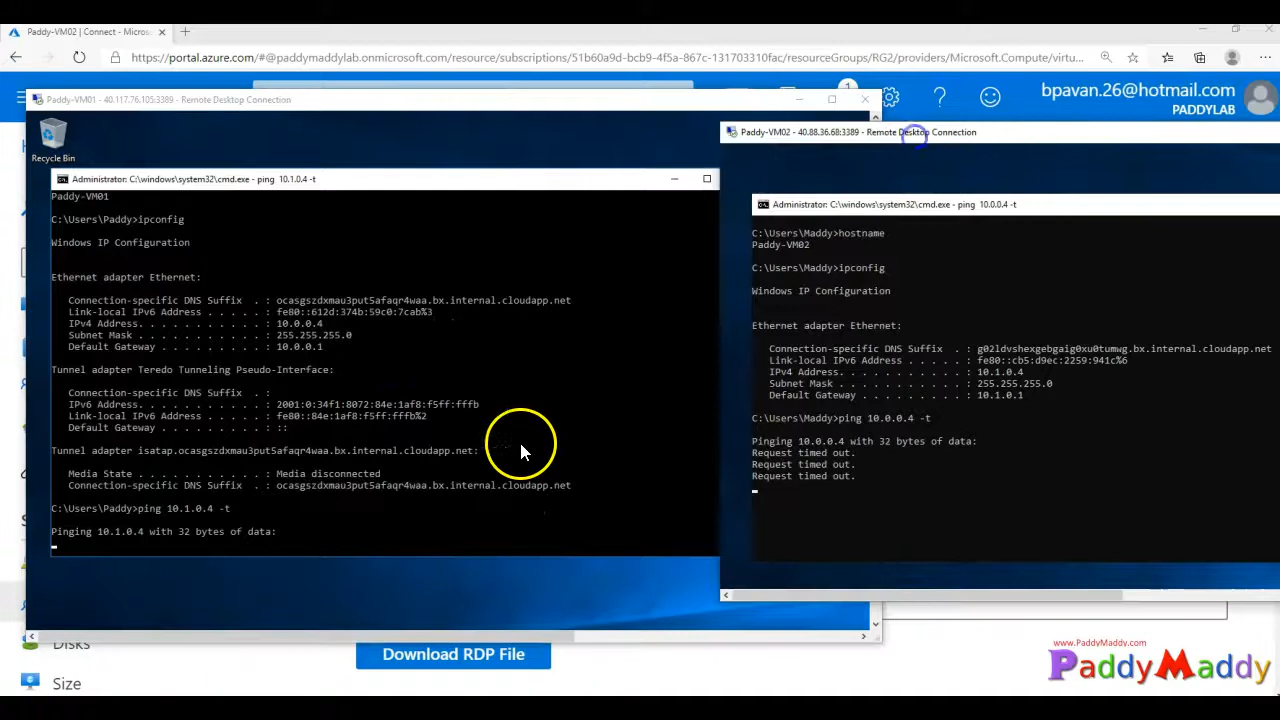 Paddy-VM02 | Connect - Micros
https://portal.azure.com/#@paddymaddylab.onmicrosoft.com/resource/subscriptions/51b60a9d-bcb9-4f5a-867c-131703310fac/resourceGroups/RG2/providers/Microsoft.Compute/virtu...
1
bpavan.26@hotmail.com
PADDYLAB
Paddy-VM01 - 40.117.76.105:3389 - Remote Desktop Connection
Recycle Bin
Administrator: C:\windows\system32\cmd.exe - ping 10.1.0.4 -t
Paddy-VM01
C:\Users\Paddy>ipconfig
Windows IP Configuration
Ethernet adapter Ethernet:
Connection-specific DNS Suffix . : ocasgszdxmau3put5afaqr4waa.bx.internal.cloudapp.net
Link-local IPv6 Address . . . . . : fe80::612d:374b:59c0:7cab%3
IPv4 Address. . . . . . . . . . . : 10.0.0.4
Subnet Mask . . . . . . . . . . . : 255.255.255.0
Default Gateway . . . . . . . . . : 10.0.0.1
Tunnel adapter Teredo Tunneling Pseudo-Interface:
Connection-specific DNS Suffix . :
IPv6 Address. . . . . . . . . . . : 2001:0:34f1:8072:84e:1af8:f5ff:fffb
Link-local IPv6 Address . . . . . : fe80::84e:1af8:f5ff:fffb%2
Default Gateway . . . . . . . . . : ::
Tunnel adapter isatap.ocasgszdxmau3put5afaqr4waa.bx.internal.cloudapp.net:
Media State . . . . . . . . . . . : Media disconnected
Connection-specific DNS Suffix . : ocasgszdxmau3put5afaqr4waa.bx.internal.cloudapp.net
C:\Users\Paddy>ping 10.1.0.4 -t
Pinging 10.1.0.4 with 32 bytes of data:
Paddy-VM02 - 40.88.36.68:3389 - Remote Desktop Connection
Administrator: C:\windows\system32\cmd.exe - ping 10.0.0.4 -t
C:\Users\Maddy>hostname
Paddy-VM02
C:\Users\Maddy>ipconfig
Windows IP Configuration
Ethernet adapter Ethernet:
Connection-specific DNS Suffix . : g02ldvshexgebgaig0xu0tumwg.bx.internal.cloudapp.net
Link-local IPv6 Address . . . . . : fe80::cb5:d9ec:2259:941c%6
IPv4 Address. . . . . . . . . . . : 10.1.0.4
Subnet Mask . . . . . . . . . . . : 255.255.255.0
Default Gateway . . . . . . . . . : 10.1.0.1
C:\Users\Maddy>ping 10.0.0.4 -t
Pinging 10.0.0.4 with 32 bytes of data:
Request timed out.
Request timed out.
Request timed out.
Disks
Size
Download RDP File
www.PaddyMaddy.com
PaddyMaddy